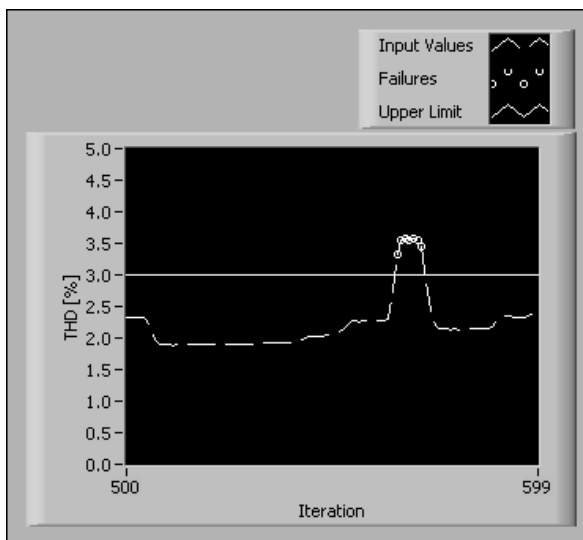 Input Values
Failures
Upper Limit
5.0
4.5
4.0
3.5
3.0
2.5
2.0
1.5
1.0
0.5
0.0
THD [%]
500
599
Iteration